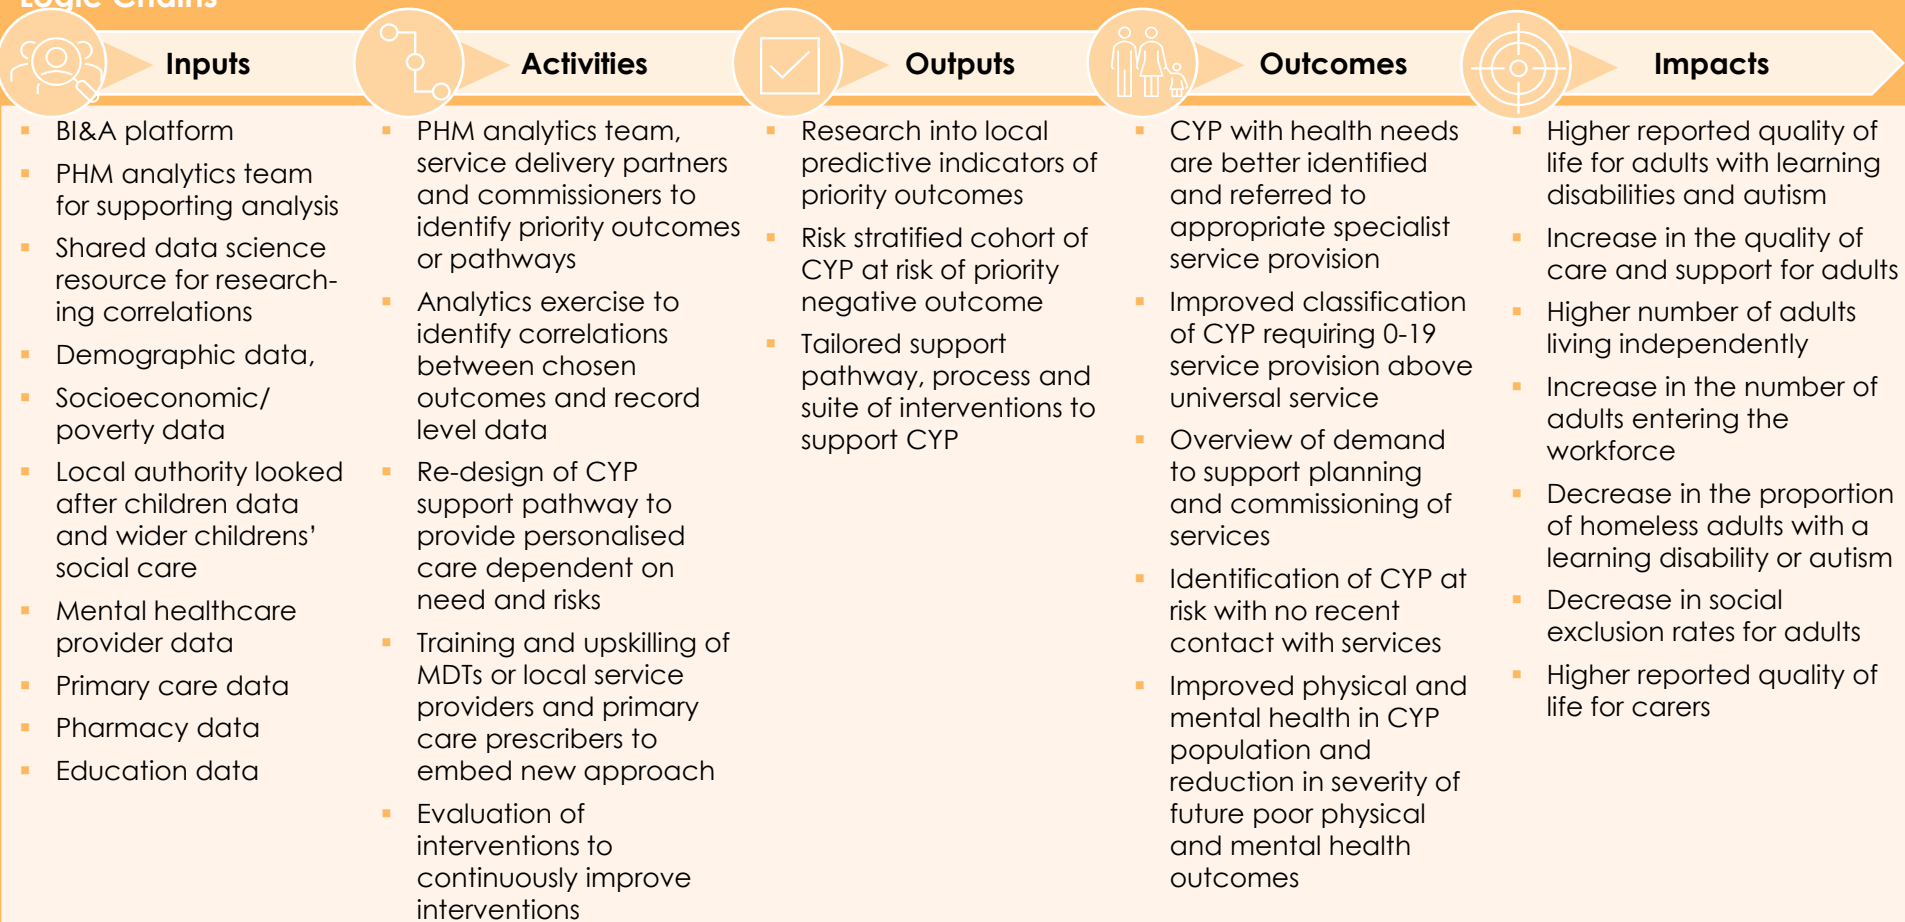 Logic Chains
Inputs
Activities
Outputs
Outcomes
Impacts
▪ BI&A platform
▪ PHM analytics team
for supporting analysis
▪ Shared data science
resource for research-
ing correlations
▪ Demographic data,
▪ Socioeconomic/
poverty data
▪ Local authority looked
after children data
and wider childrens’
social care
▪ Mental healthcare
provider data
▪ Primary care data
▪ Pharmacy data
▪ Education data
▪ PHM analytics team,
service delivery partners
and commissioners to
identify priority outcomes
or pathways
▪ Analytics exercise to
identify correlations
between chosen
outcomes and record
level data
▪ Re-design of CYP
support pathway to
provide personalised
care dependent on
need and risks
▪ Training and upskilling of
MDTs or local service
providers and primary
care prescribers to
embed new approach
▪ Evaluation of
interventions to
continuously improve
interventions
▪ Research into local
predictive indicators of
priority outcomes
▪ Risk stratified cohort of
CYP at risk of priority
negative outcome
▪ Tailored support
pathway, process and
suite of interventions to
support CYP
▪ CYP with health needs
are better identified
and referred to
appropriate specialist
service provision
▪ Improved classification
of CYP requiring 0-19
service provision above
universal service
▪ Overview of demand
to support planning
and commissioning of
services
▪ Identification of CYP at
risk with no recent
contact with services
▪ Improved physical and
mental health in CYP
population and
reduction in severity of
future poor physical
and mental health
outcomes
▪ Higher reported quality of
life for adults with learning
disabilities and autism
▪ Increase in the quality of
care and support for adults
▪ Higher number of adults
living independently
▪ Increase in the number of
adults entering the
workforce
▪ Decrease in the proportion
of homeless adults with a
learning disability or autism
▪ Decrease in social
exclusion rates for adults
▪ Higher reported quality of
life for carers